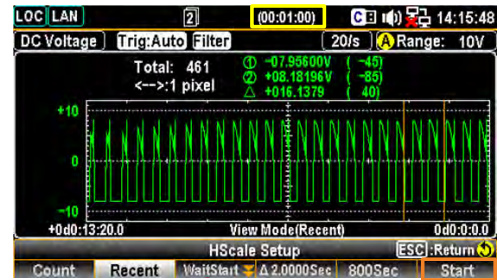 LOC LAN 2 (00:01:00) C 14:15:48
DC Voltage Trig:Auto Filter 20/s A Range: 10V
Total: 461 ① -07.95600V ( -45)
<-->:1 pixel ② +08.18196V ( -85)
△ +016.1379 ( 40)
+10
0
-10
+0d0:13:20.0 View Mode(Recent) 0d0:0:0.0
HScale Setup ESC :Return
Count Recent WaitStart Δ 2.0000Sec 800Sec Start